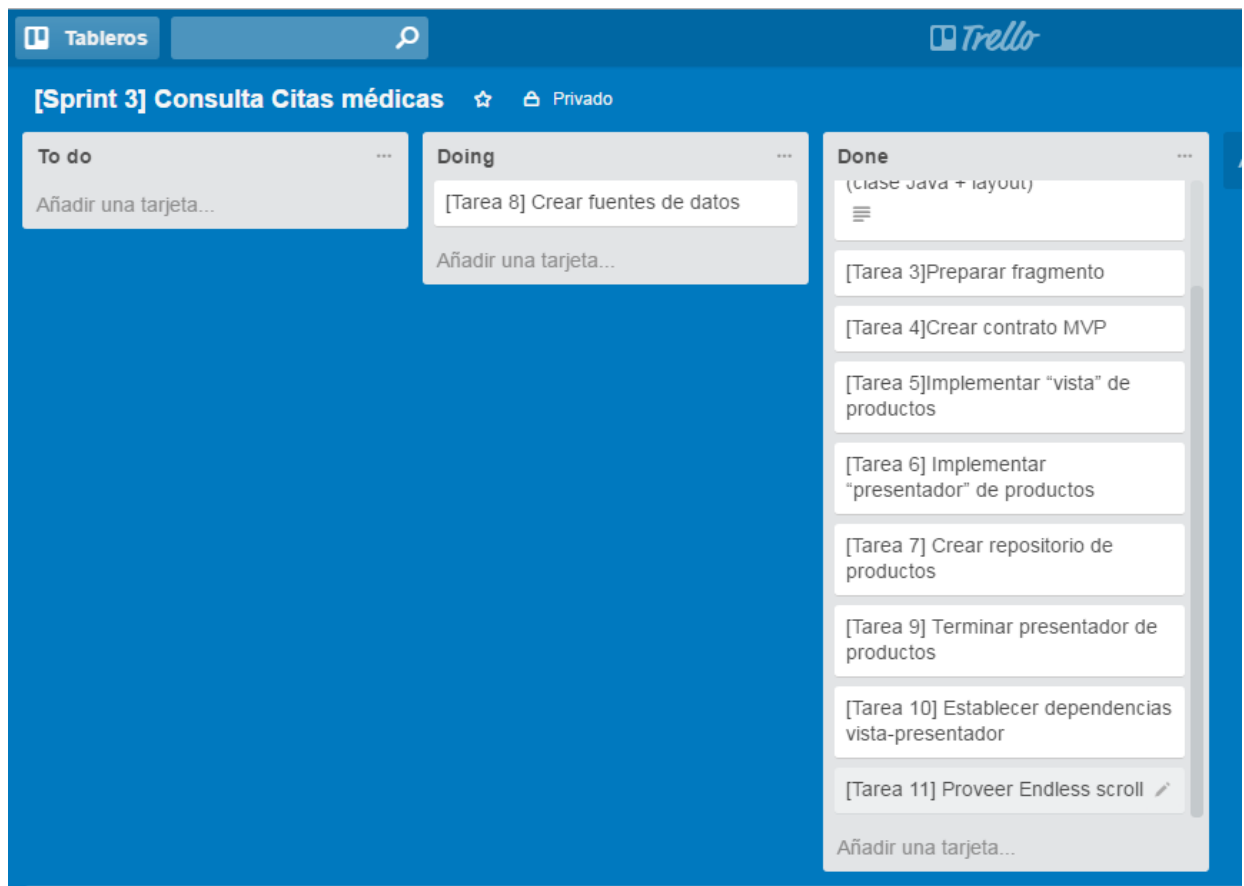 Tableros
Trello
[Sprint 3] Consulta Citas médicas
Privado
To do
Añadir una tarjeta...
Doing
[Tarea 8] Crear fuentes de datos
Añadir una tarjeta...
Done
(clase Java + layout)
[Tarea 3]Preparar fragmento
[Tarea 4]Crear contrato MVP
[Tarea 5]Implementar “vista” de
productos
[Tarea 6] Implementar
“presentador” de productos
[Tarea 7] Crear repositorio de
productos
[Tarea 9] Terminar presentador de
productos
[Tarea 10] Establecer dependencias
vista-presentador
[Tarea 11] Proveer Endless scroll
Añadir una tarjeta...